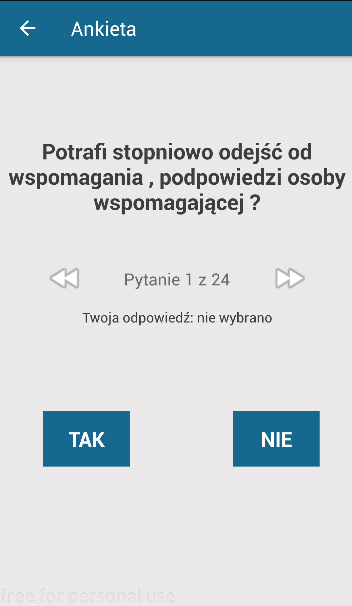 Ankieta
Potrafi stopniowo odejść od
wspomagania , podpowiedzi osoby
wspomagającej ?
Pytanie 1 z 24
Twoja odpowiedź: nie wybrano
TAK
NIE
free for personal use